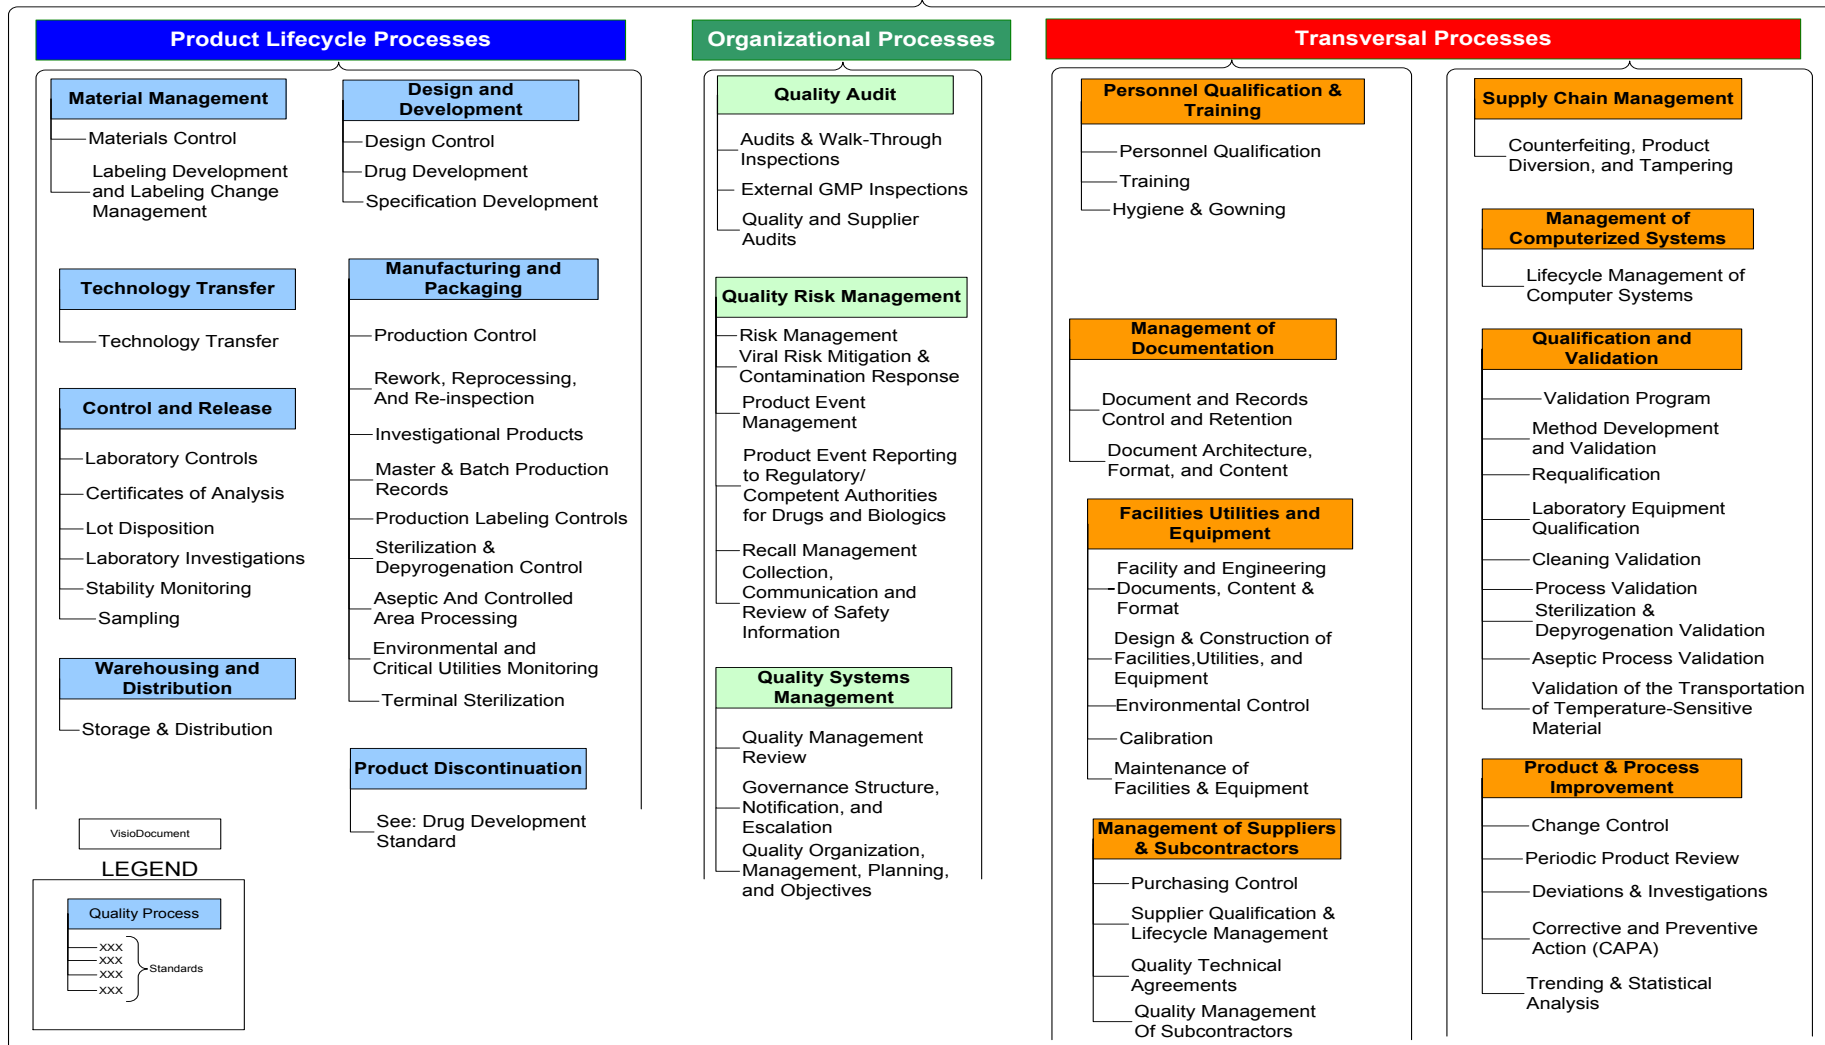 Product Lifecycle Processes
Material Management
Materials Control
Labeling Development
and Labeling Change
Management
Technology Transfer
Technology Transfer
Control and Release
Laboratory Controls
Certificates of Analysis
Lot Disposition
Laboratory Investigations
Stability Monitoring
Sampling
Warehousing and
Distribution
Storage & Distribution
Design and
Development
Design Control
Drug Development
Specification Development
Manufacturing and
Packaging
Production Control
Rework, Reprocessing,
And Re-inspection
Investigational Products
Master & Batch Production
Records
Production Labeling Controls
Sterilization &
Depyrogenation Control
Aseptic And Controlled
Area Processing
Environmental and
Critical Utilities Monitoring
Terminal Sterilization
Product Discontinuation
See: Drug Development
Standard
VisioDocument
LEGEND
Quality Process
XXX
XXX
XXX
XXX
Standards
Organizational Processes
Quality Audit
Audits & Walk-Through
Inspections
External GMP Inspections
Quality and Supplier
Audits
Quality Risk Management
Risk Management
Viral Risk Mitigation &
Contamination Response
Product Event
Management
Product Event Reporting
to Regulatory/
Competent Authorities
for Drugs and Biologics
Recall Management
Collection,
Communication and
Review of Safety
Information
Quality Systems
Management
Quality Management
Review
Governance Structure,
Notification, and
Escalation
Quality Organization,
Management, Planning,
and Objectives
Transversal Processes
Personnel Qualification &
Training
Personnel Qualification
Training
Hygiene & Gowning
Management of
Documentation
Document and Records
Control and Retention
Document Architecture,
Format, and Content
Facilities Utilities and
Equipment
Facility and Engineering
Documents, Content &
Format
Design & Construction of
Facilities,Utilities, and
Equipment
Environmental Control
Calibration
Maintenance of
Facilities & Equipment
Management of Suppliers
& Subcontractors
Purchasing Control
Supplier Qualification &
Lifecycle Management
Quality Technical
Agreements
Quality Management
Of Subcontractors
Supply Chain Management
Counterfeiting, Product
Diversion, and Tampering
Management of
Computerized Systems
Lifecycle Management of
Computer Systems
Qualification and
Validation
Validation Program
Method Development
and Validation
Requalification
Laboratory Equipment
Qualification
Cleaning Validation
Process Validation
Sterilization &
Depyrogenation Validation
Aseptic Process Validation
Validation of the Transportation
of Temperature-Sensitive
Material
Product & Process
Improvement
Change Control
Periodic Product Review
Deviations & Investigations
Corrective and Preventive
Action (CAPA)
Trending & Statistical
Analysis